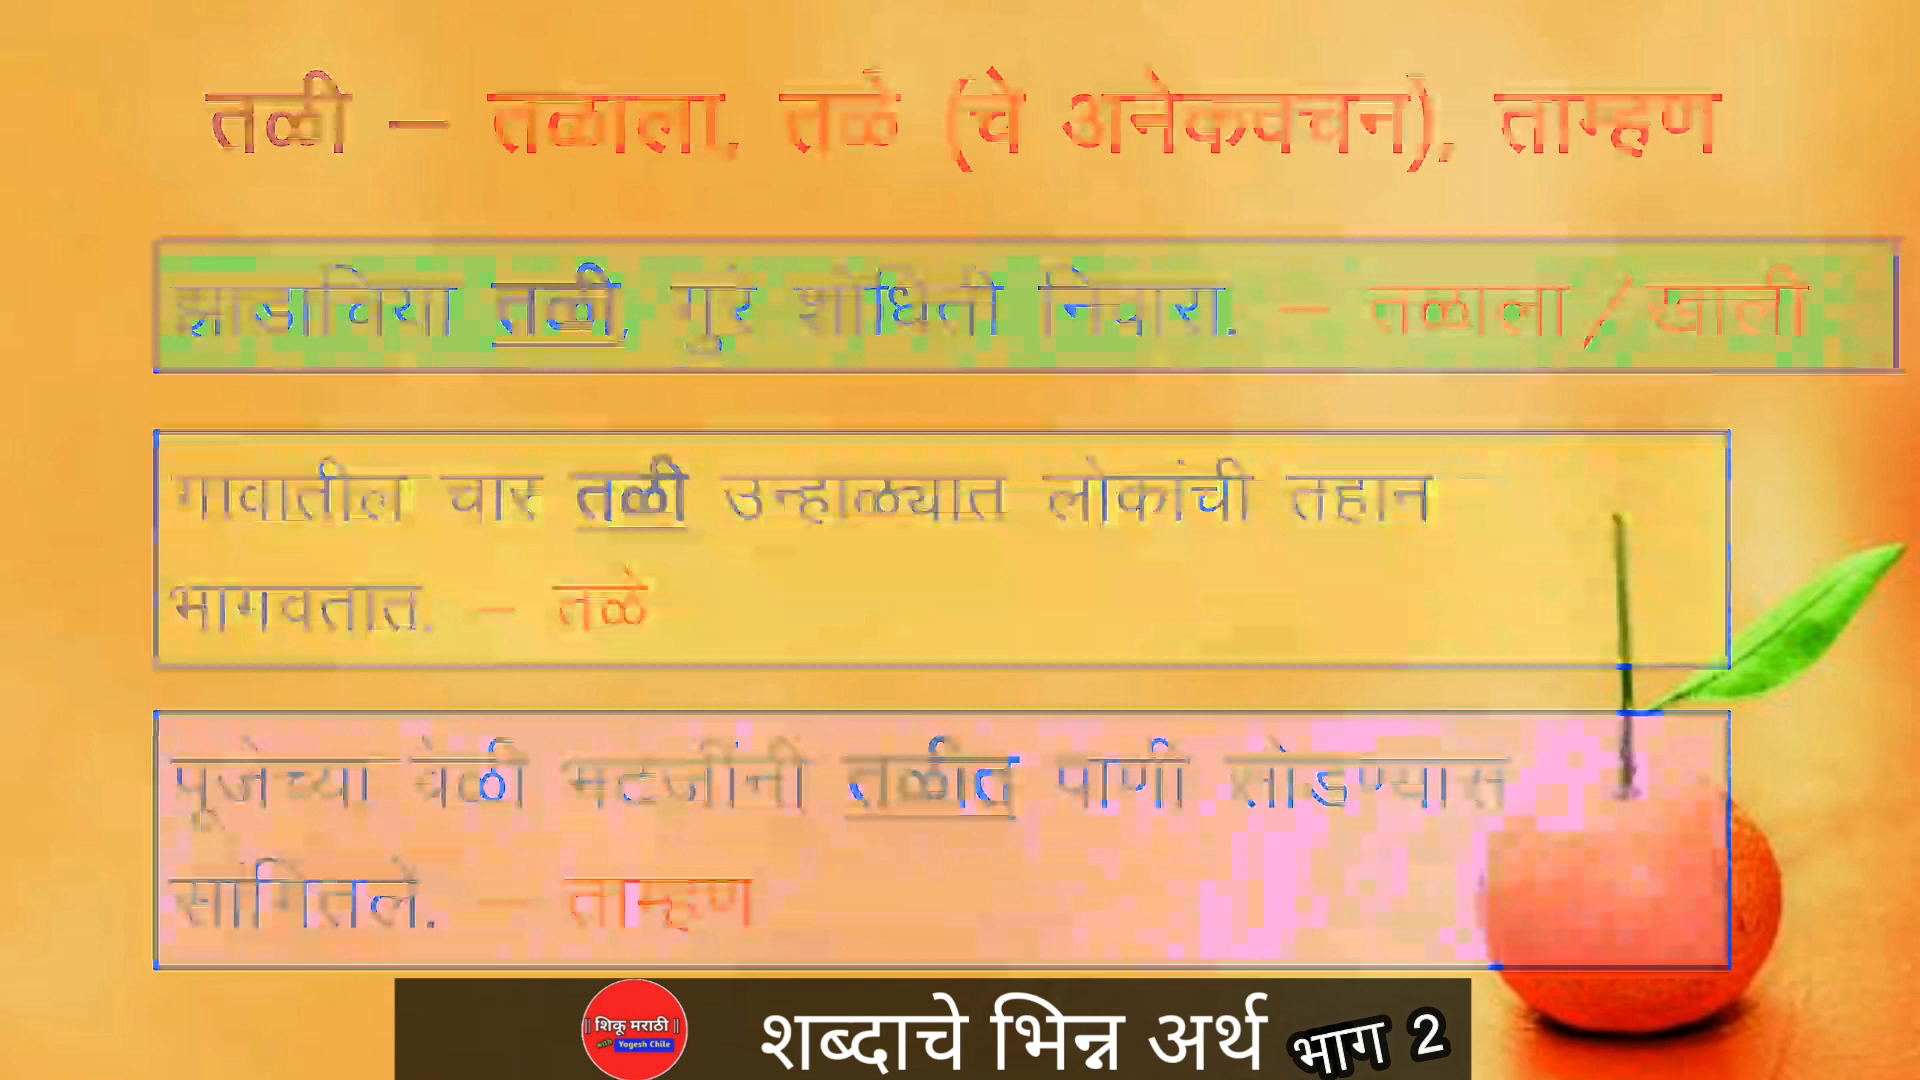 तळी – तळाला, तळे (चे अनेकवचन), ताम्हण
झाडाचिया तळी, गुरे शोधिती निवारा. – तळाला / खाली
गावातील चार तळी उन्हाळ्यात लोकांची तहान
भागवतात. – तळे
पूजेच्या वेळी भटजींनी तळीत पाणी सोडण्यास
सांगितले. – ताम्हण
|| शिकू मराठी ||
with Yogesh Chile
शब्दाचे भिन्न अर्थ भाग 2